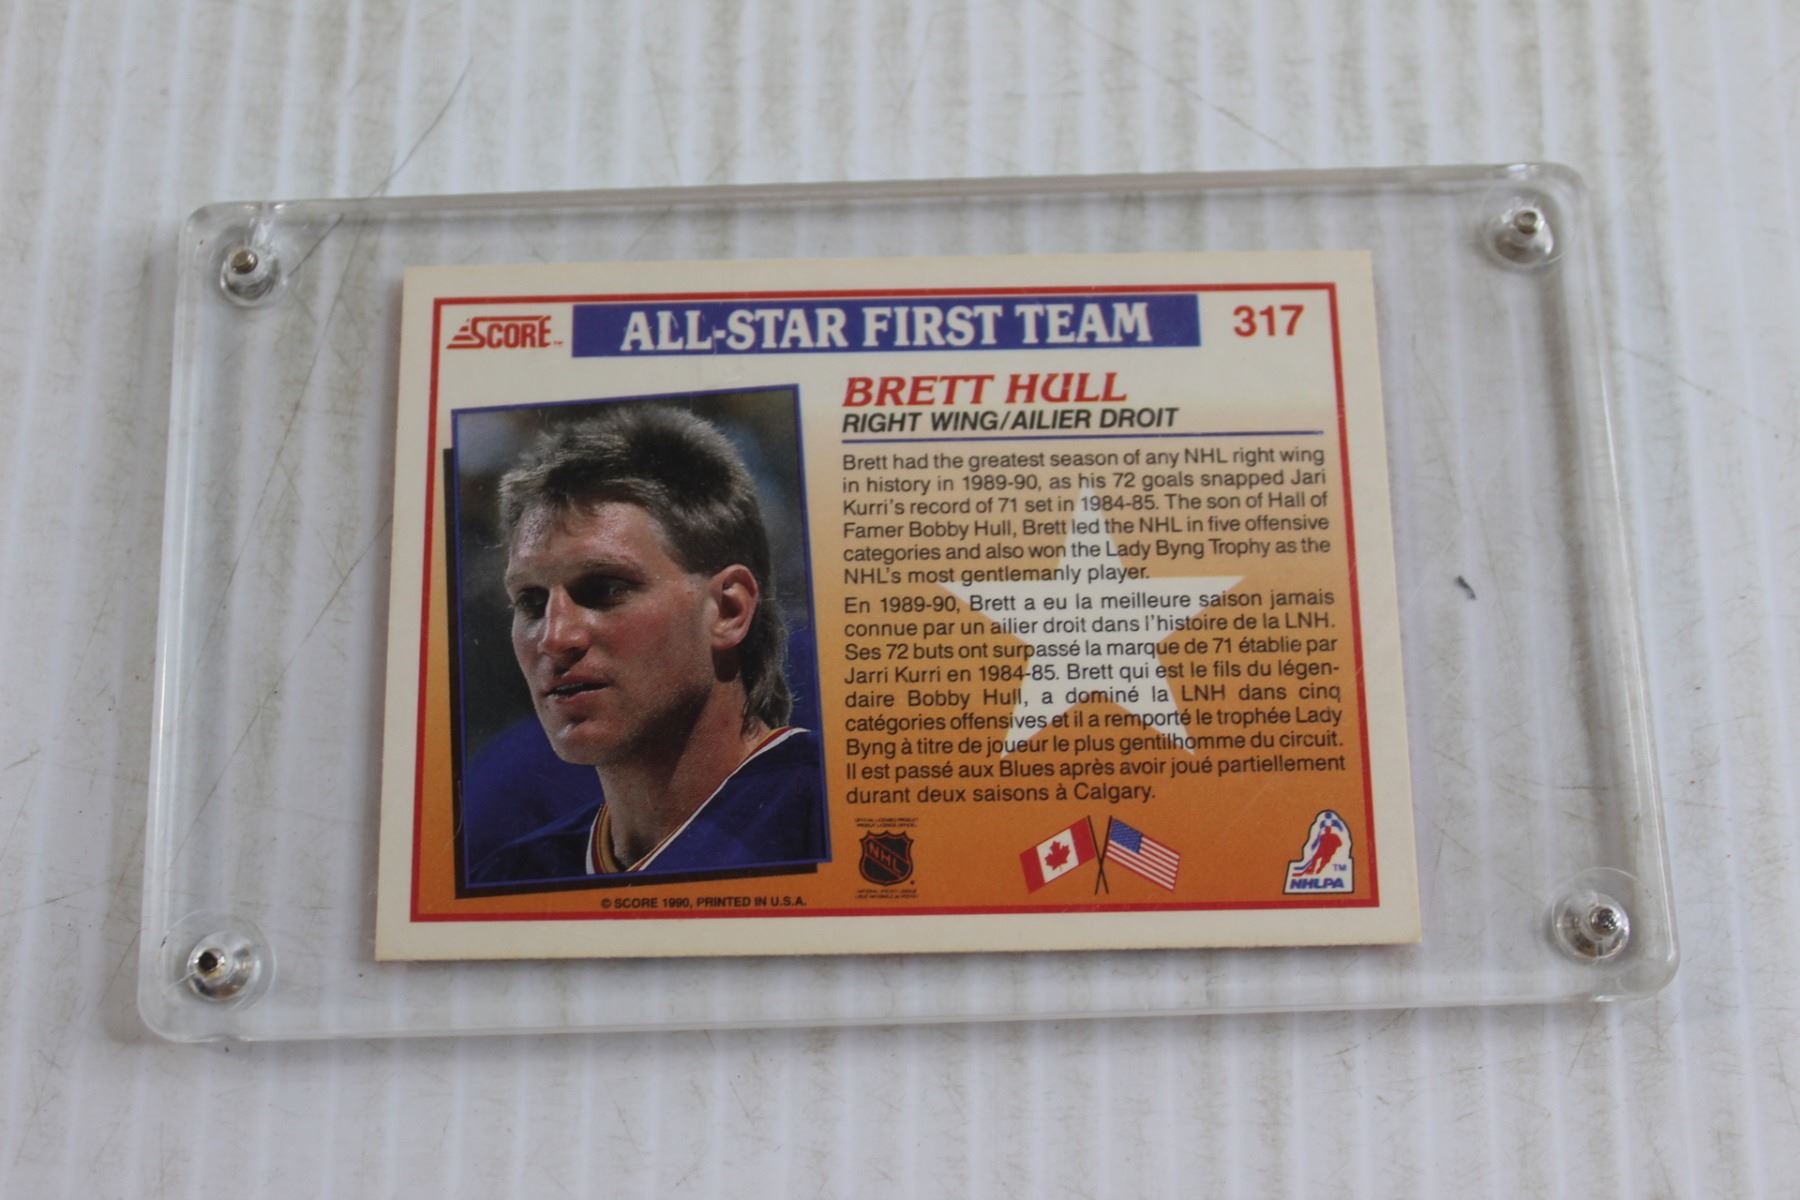 SCORE™ ALL-STAR FIRST TEAM 317
BRETT HULL
RIGHT WING/AILIER DROIT
Brett had the greatest season of any NHL right wing
in history in 1989-90, as his 72 goals snapped Jari
Kurri's record of 71 set in 1984-85. The son of Hall of
Famer Bobby Hull, Brett led the NHL in five offensive
categories and also won the Lady Byng Trophy as the
NHL's most gentlemanly player.
En 1989-90, Brett a eu la meilleure saison jamais
connue par un ailier droit dans l'histoire de la LNH.
Ses 72 buts ont surpassé la marque de 71 établie par
Jarri Kurri en 1984-85. Brett qui est le fils du légen-
daire Bobby Hull, a dominé la LNH dans cinq
catégories offensives et il a remporté le trophée Lady
Byng à titre de joueur le plus gentilhomme du circuit.
Il est passé aux Blues après avoir joué partiellement
durant deux saisons à Calgary.
NHL
NHLPA
TM
© SCORE 1990, PRINTED IN U.S.A.